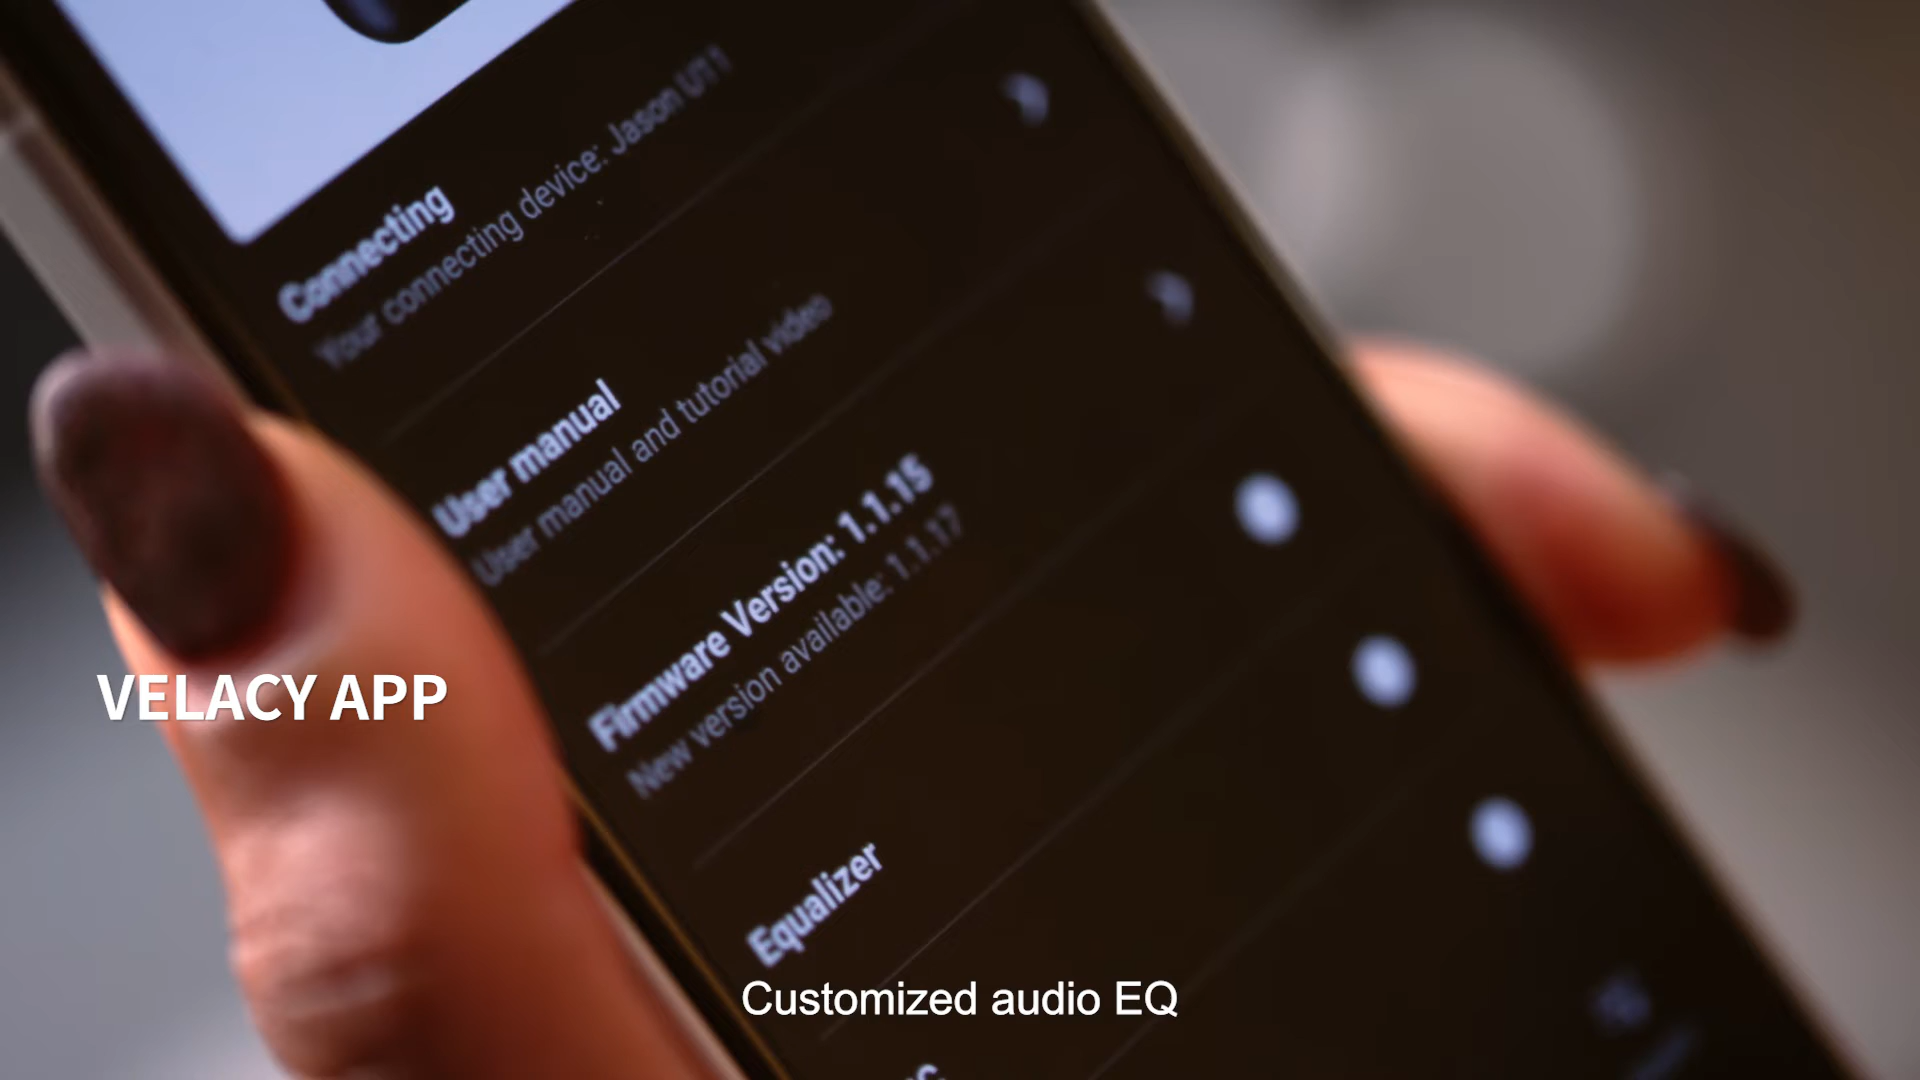 Connecting
Your connecting device: Jason U11
User manual
User manual and tutorial video
Firmware Version: 1.1.15
New version available: 1.1.17
Equalizer
VELACY APP
Customized audio EQ